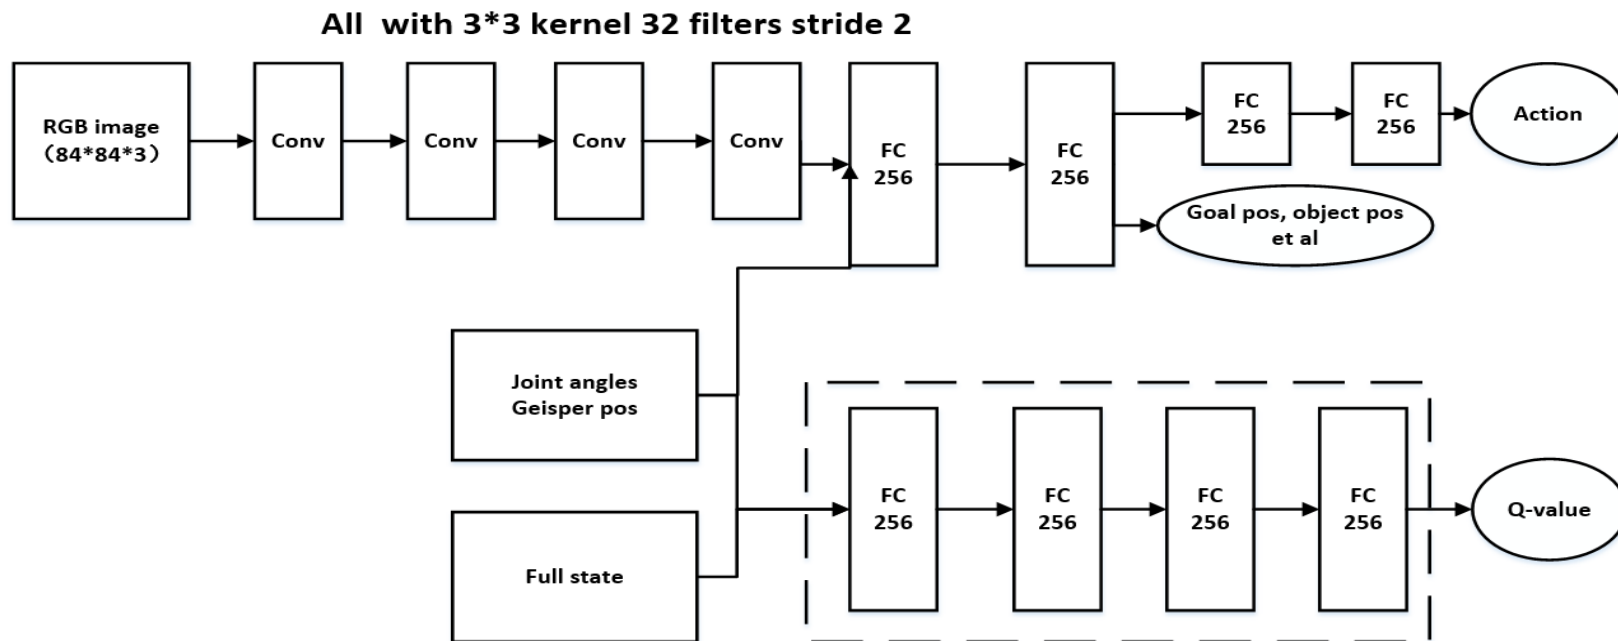 All with 3*3 kernel 32 filters stride 2
RGB image
（84*84*3）
Conv
Conv
Conv
Conv
FC
256
FC
256
FC
256
FC
256
Action
Goal pos, object pos
et al
Joint angles
Geisper pos
Full state
FC
256
FC
256
FC
256
FC
256
Q-value